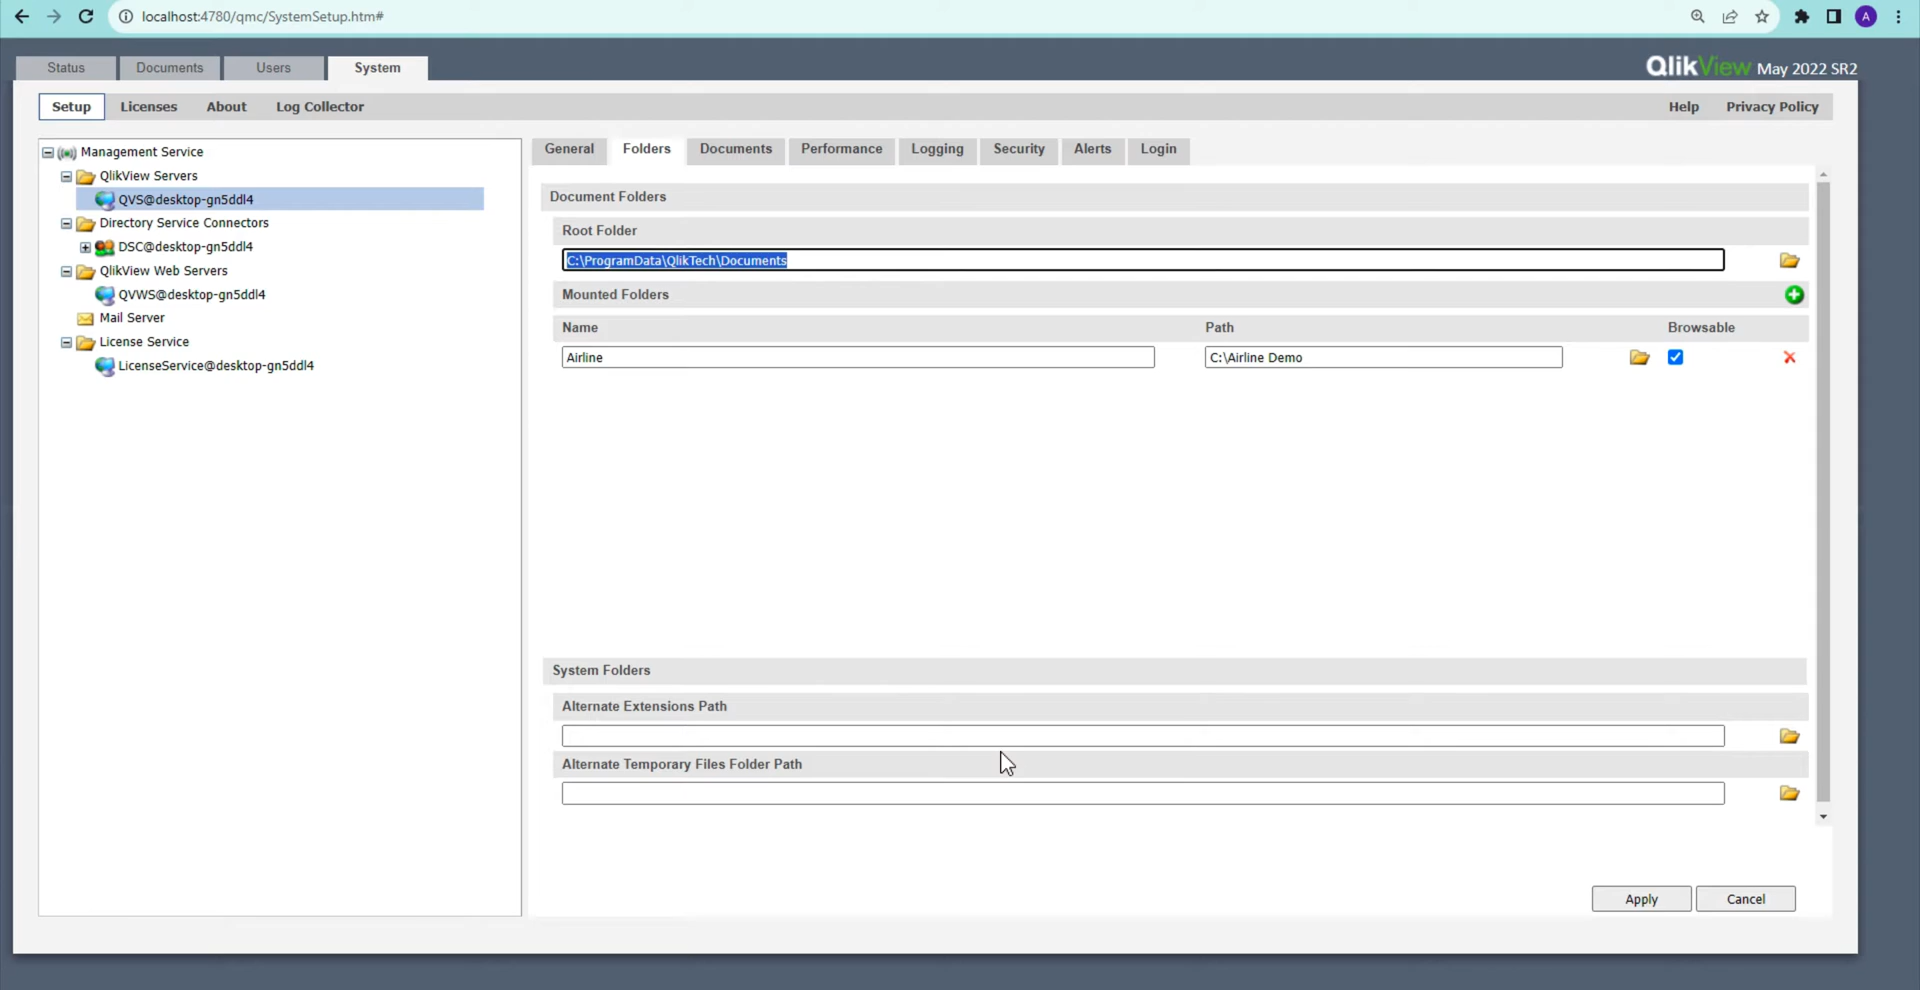 localhost:4780/qmc/SystemSetup.htm#
A
Status Documents Users System
QlikView May 2022 SR2
Setup Licenses About Log Collector Help Privacy Policy
Management Service
QlikView Servers
QVS@desktop-gn5ddl4
Directory Service Connectors
DSC@desktop-gn5ddl4
QlikView Web Servers
QVWS@desktop-gn5ddl4
Mail Server
License Service
LicenseService@desktop-gn5ddl4
General Folders Documents Performance Logging Security Alerts Login
Document Folders
Root Folder
C:\ProgramData\QlikTech\Documents
Mounted Folders
Name Path Browsable
Airline C:\Airline Demo
System Folders
Alternate Extensions Path
Alternate Temporary Files Folder Path
Apply Cancel